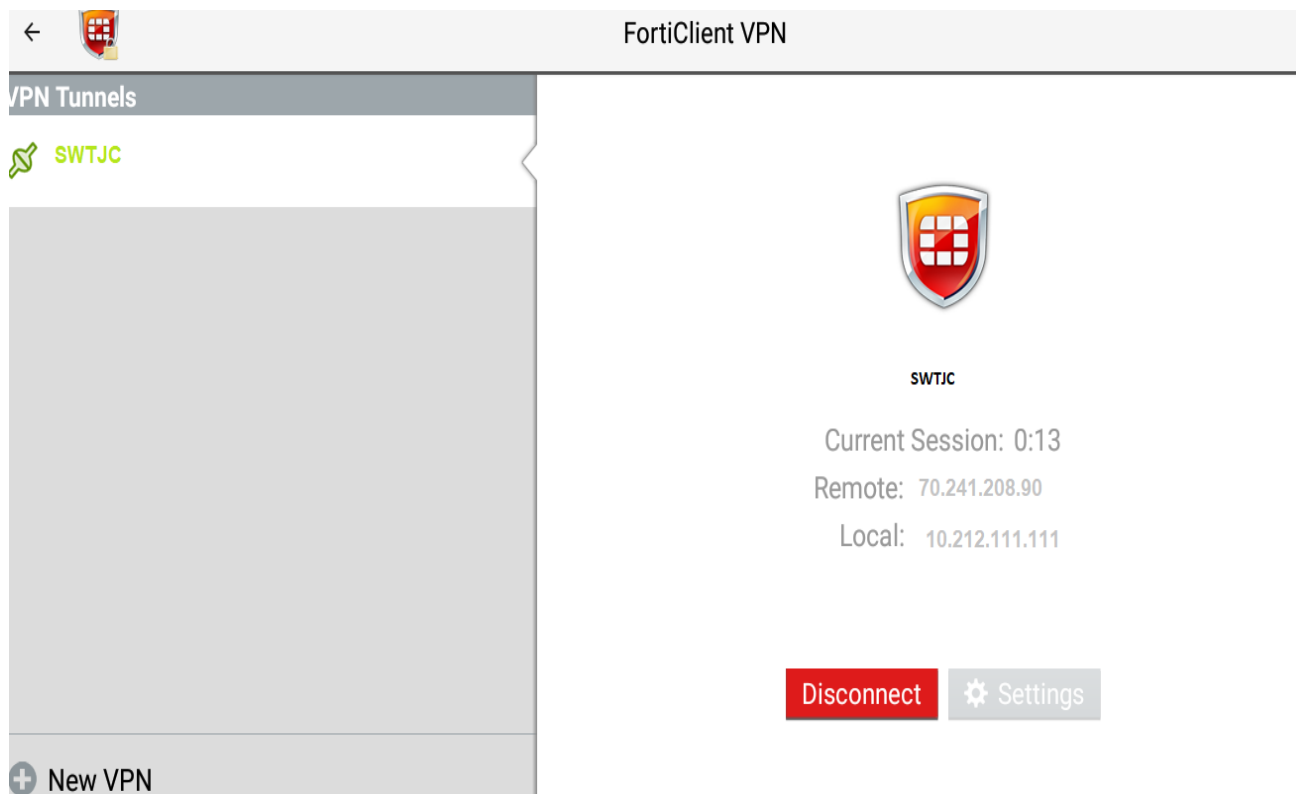 FortiClient VPN
VPN Tunnels
SWTJC
New VPN
SWTJC
Current Session: 0:13
Remote: 70.241.208.90
Local: 10.212.111.111
Disconnect
Settings